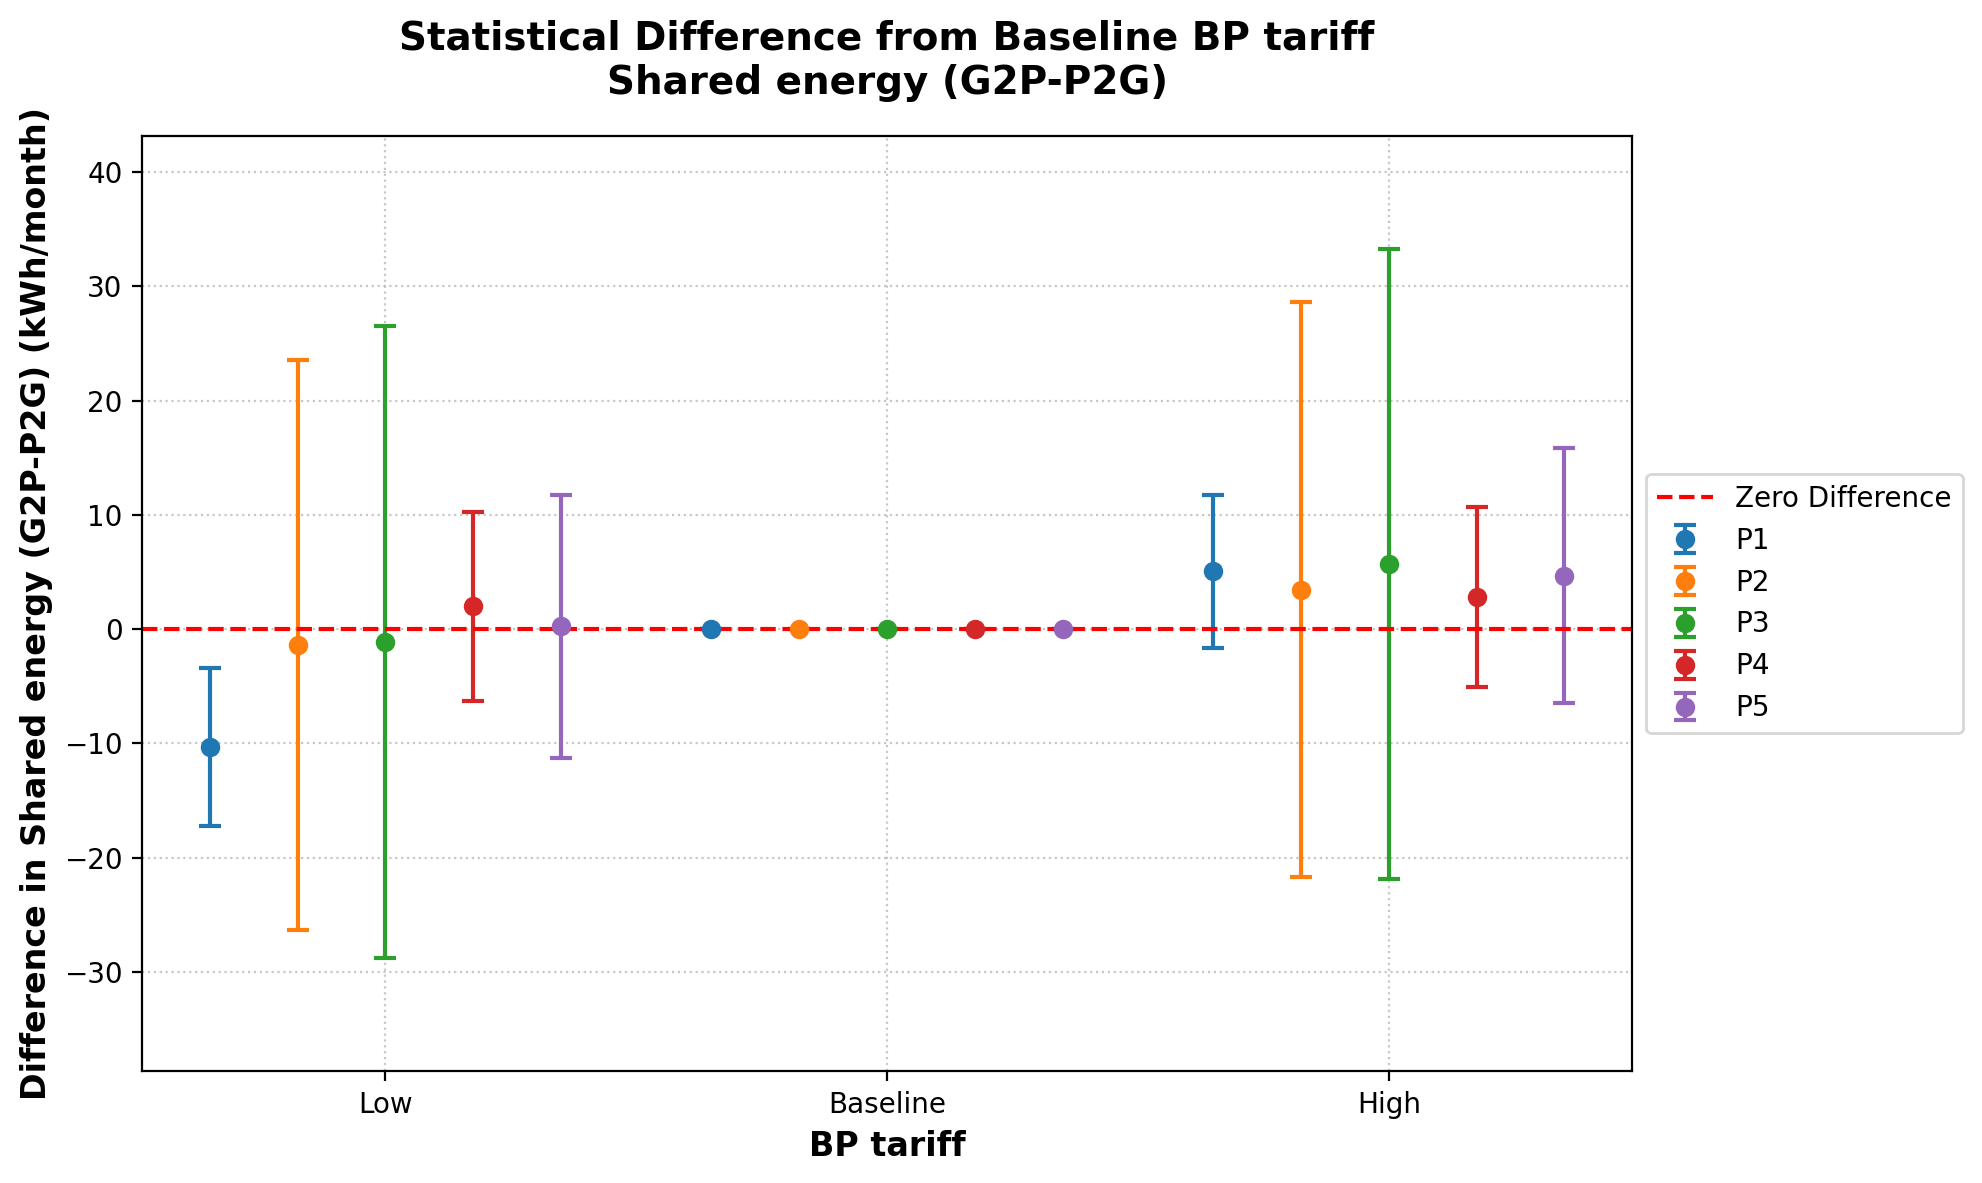 Statistical Difference from Baseline BP tariff
Shared energy (G2P-P2G)
Difference in Shared energy (G2P-P2G) (kWh/month)
40
30
20
10
0
−10
−20
−30
Low
Baseline
High
BP tariff
Zero Difference
P1
P2
P3
P4
P5